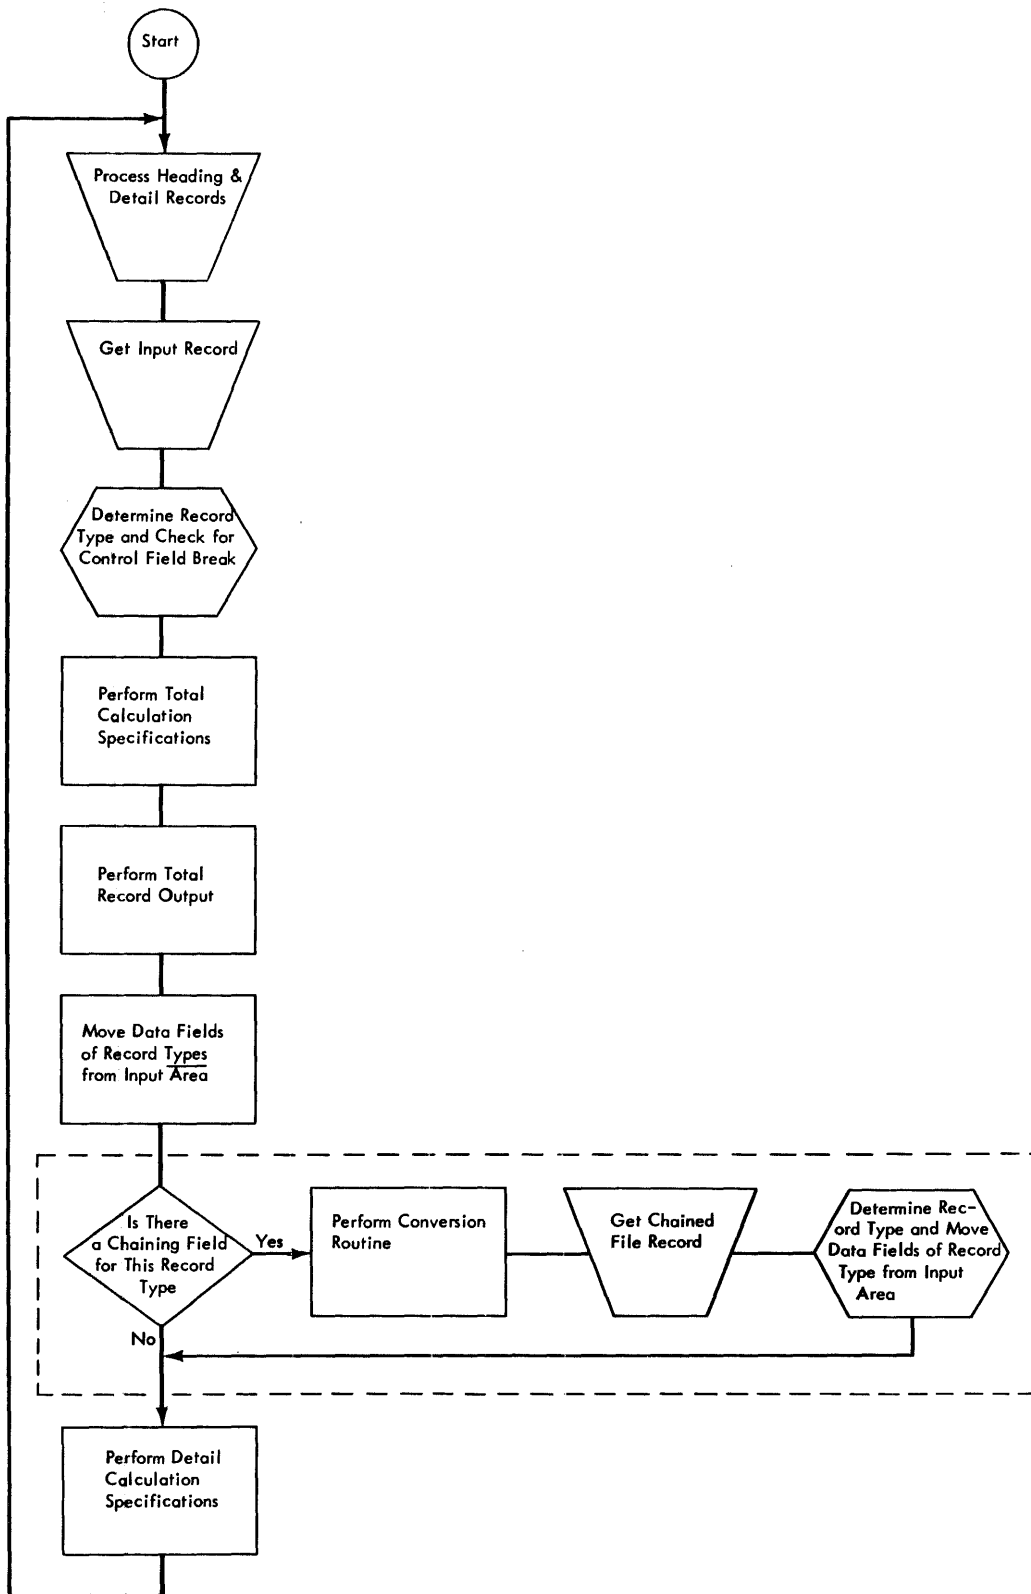 Start
Process Heading &
Detail Records
Get Input Record
Determine Record
Type and Check for
Control Field Break
Perform Total
Calculation
Specifications
Perform Total
Record Output
Move Data Fields
of Record Types
from Input Area
Is There
a Chaining Field
for This Record
Type
Yes
No
Perform Conversion
Routine
Get Chained
File Record
Determine Rec-
ord Type and Move
Data Fields of Record
Type from Input
Area
Perform Detail
Calculation
Specifications